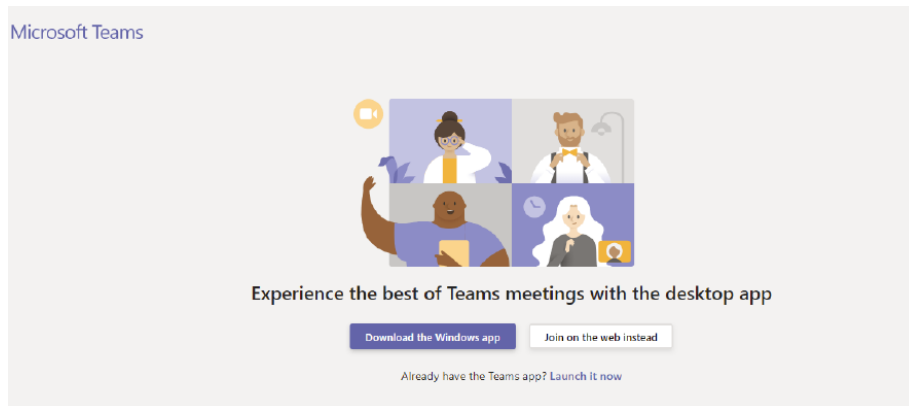 Microsoft Teams
Experience the best of Teams meetings with the desktop app
Download the Windows app
Join on the web instead
Already have the Teams app? Launch it now